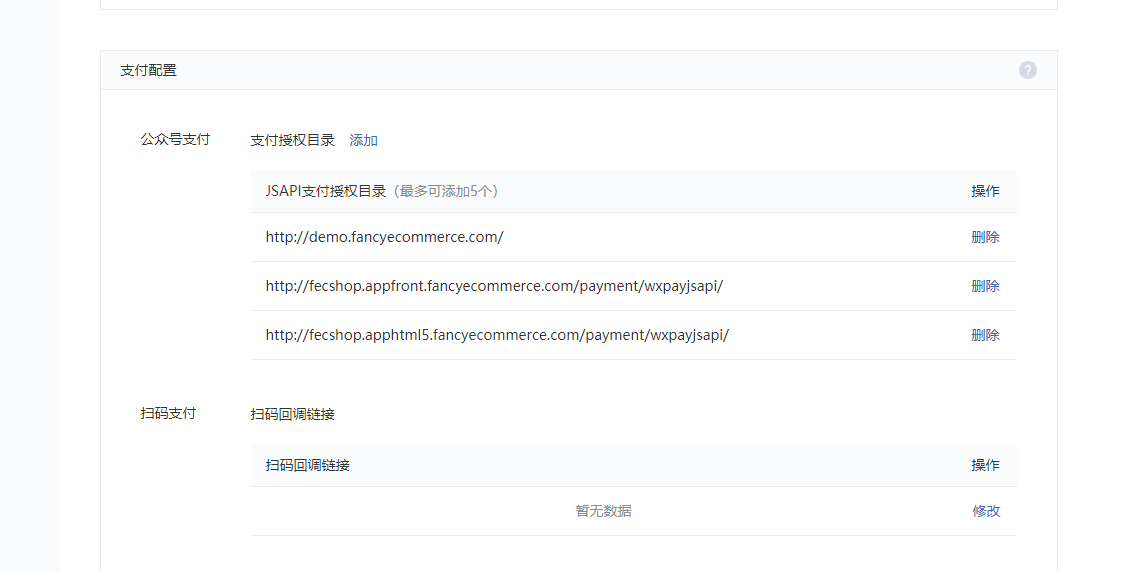 支付配置
?
公众号支付 支付授权目录 添加
JSAPI支付授权目录（最多可添加5个） 操作
http://demo.fancyecommerce.com/ 删除
http://fecshop.appfront.fancyecommerce.com/payment/wxpayjsapi/ 删除
http://fecshop.apphtml5.fancyecommerce.com/payment/wxpayjsapi/ 删除
扫码支付 扫码回调链接
扫码回调链接 操作
暂无数据 修改